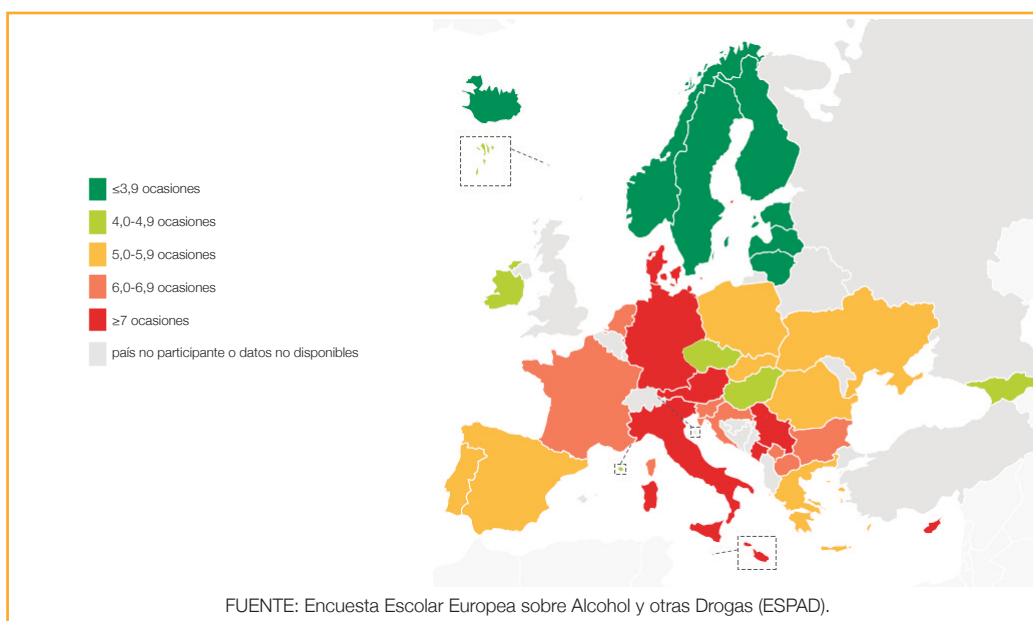 ≤3,9 ocasiones
4,0-4,9 ocasiones
5,0-5,9 ocasiones
6,0-6,9 ocasiones
≥7 ocasiones
país no participante o datos no disponibles
FUENTE: Encuesta Escolar Europea sobre Alcohol y otras Drogas (ESPAD).